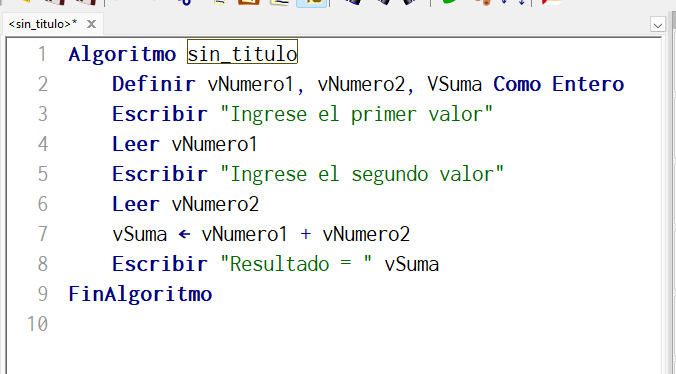 <sin_titulo>* X
1 Algoritmo sin_titulo
2 Definir vNumero1, vNumero2, VSuma Como Entero
3 Escribir "Ingrese el primer valor"
4 Leer vNumero1
5 Escribir "Ingrese el segundo valor"
6 Leer vNumero2
7 vSuma ← vNumero1 + vNumero2
8 Escribir "Resultado = " vSuma
9 FinAlgoritmo
10